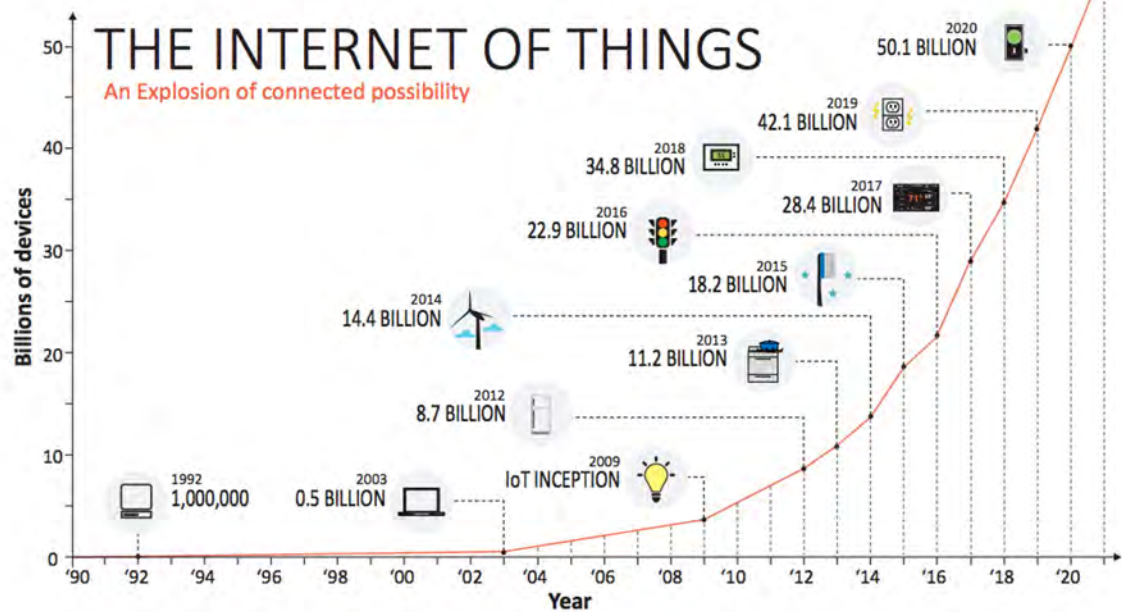 THE INTERNET OF THINGS
An Explosion of connected possibility
Billions of devices
50
40
30
20
10
0
1992
1,000,000
2003
0.5 BILLION
2009
IoT INCEPTION
2012
8.7 BILLION
2013
11.2 BILLION
2014
14.4 BILLION
2015
18.2 BILLION
2016
22.9 BILLION
2017
28.4 BILLION
71°
2018
34.8 BILLION
2019
42.1 BILLION
2020
50.1 BILLION
'90 '92 '94 '96 '98 '00 '02 '04 '06 '08 '10 '12 '14 '16 '18 '20
Year